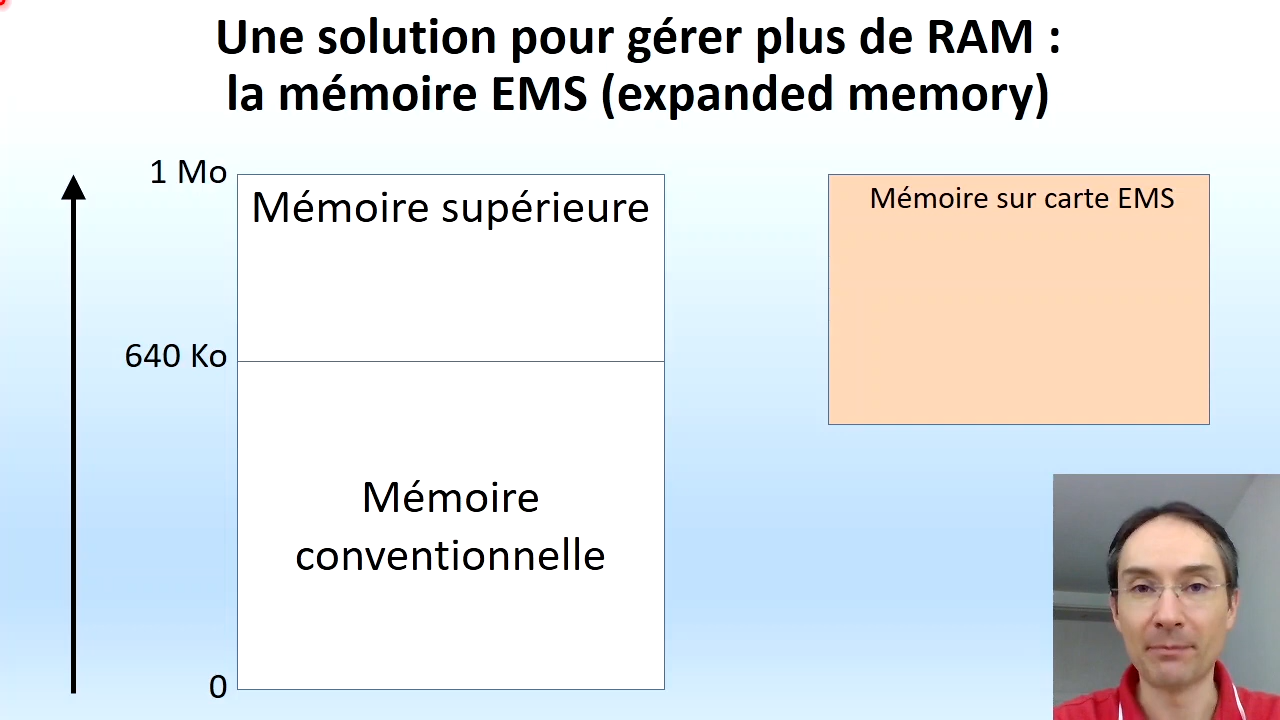 Une solution pour gérer plus de RAM :
la mémoire EMS (expanded memory)
1 Mo
Mémoire supérieure
Mémoire sur carte EMS
640 Ko
Mémoire
conventionnelle
0